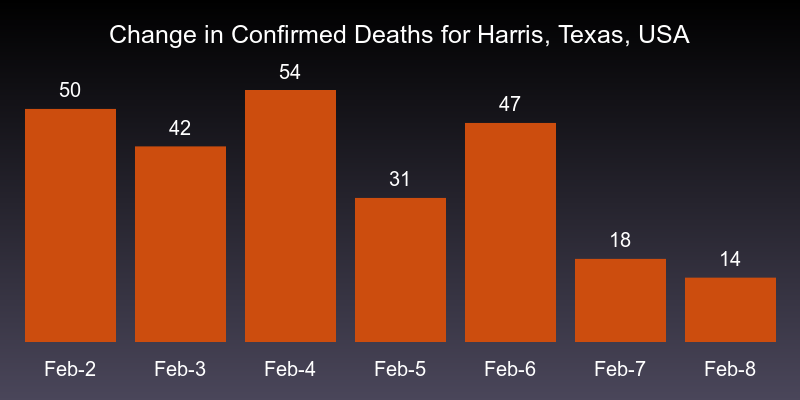 Change in Confirmed Deaths for Harris, Texas, USA
50
42
54
31
47
18
14
Feb-2
Feb-3
Feb-4
Feb-5
Feb-6
Feb-7
Feb-8